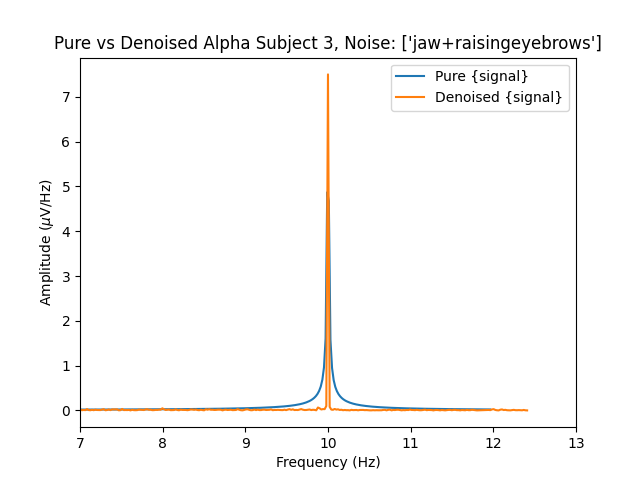 Pure vs Denoised Alpha Subject 3, Noise: ['jaw+raisingeyebrows']
Pure {signal}
Denoised {signal}
Amplitude (μV/Hz)
7
6
5
4
3
2
1
0
7 8 9 10 11 12 13
Frequency (Hz)